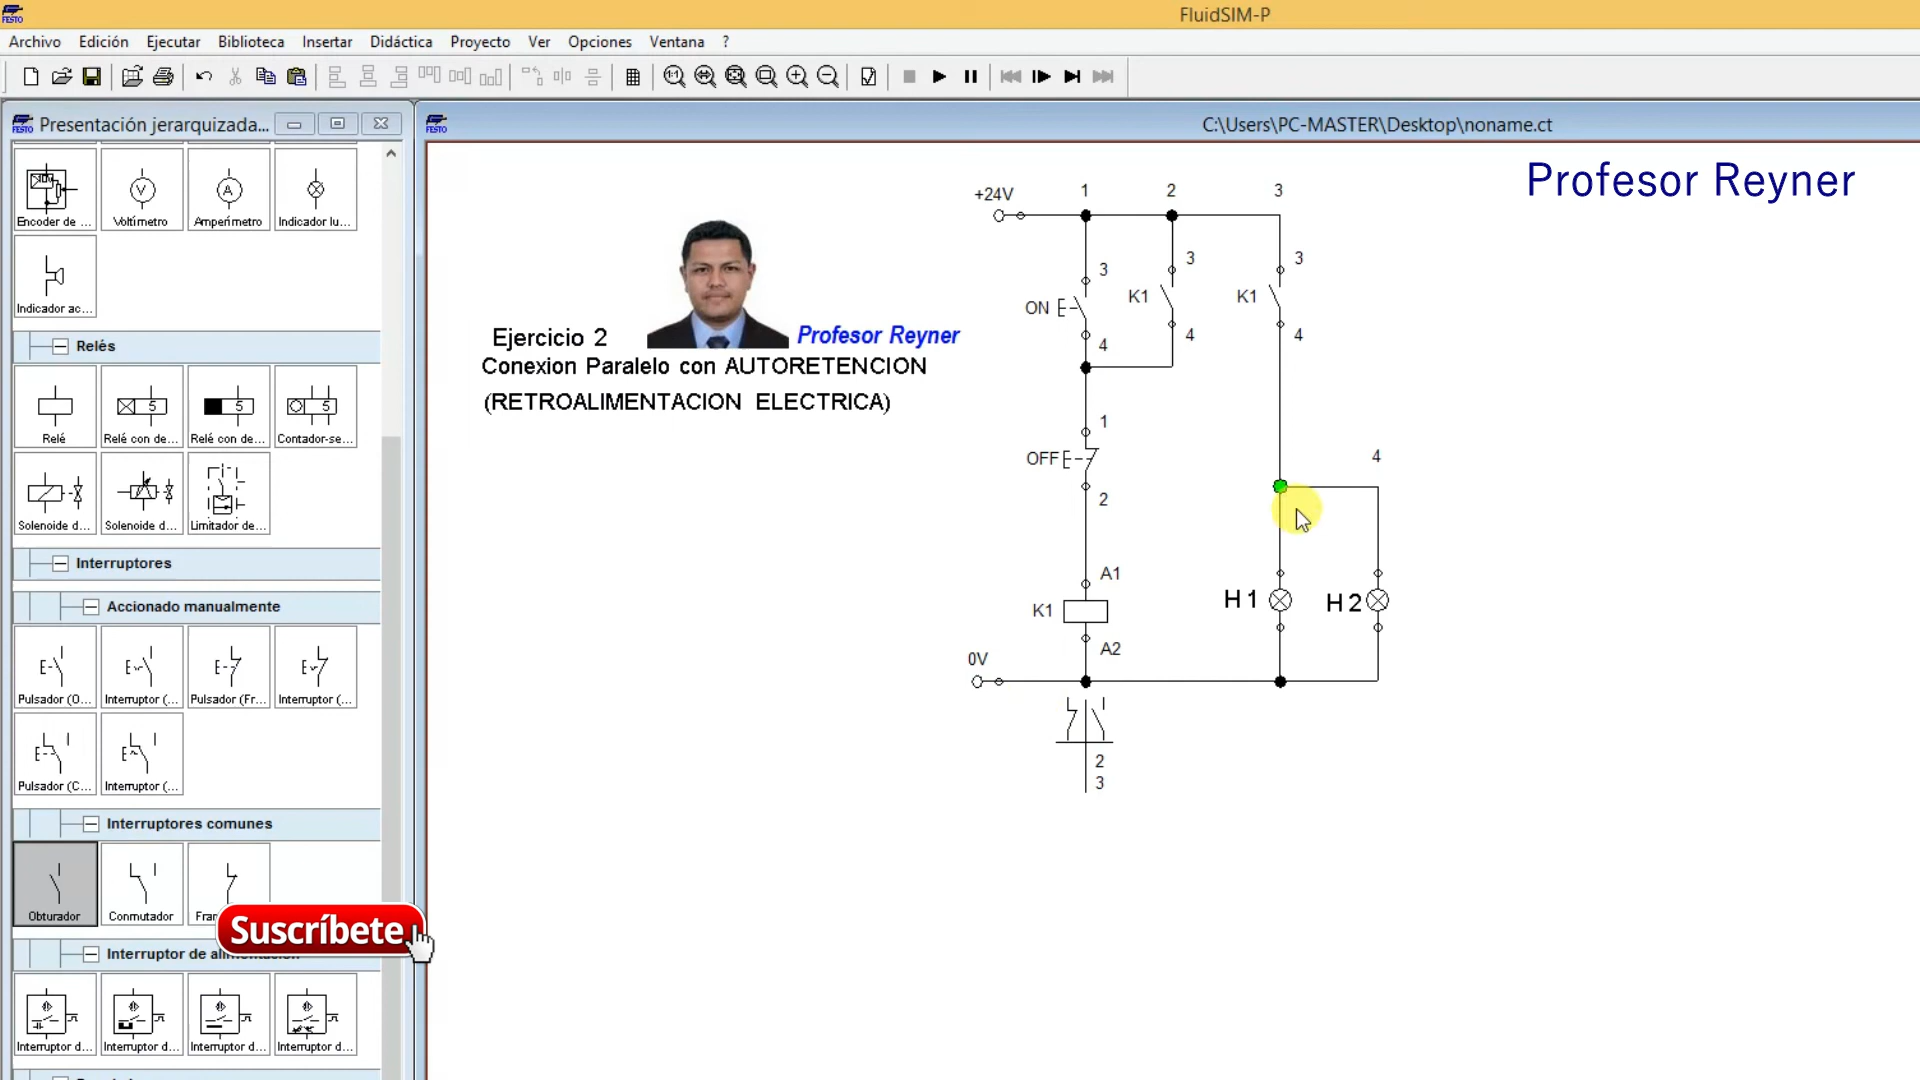 FluidSIM-P
Archivo Edición Ejecutar Biblioteca Insertar Didáctica Proyecto Ver Opciones Ventana ?
FESTO Presentación jerarquizada...
FESTO C:\Users\PC-MASTER\Desktop\noname.ct
Encoder de ... Voltímetro Amperímetro Indicador lu...
Indicador ac...
Relés
Relé Relé con de... Relé con de... Contador-se...
Solenoide d... Solenoide d... Limitador de...
Interruptores
Accionado manualmente
Pulsador (O... Interruptor (... Pulsador (Fr... Interruptor (...
Pulsador (C... Interruptor (...
Interruptores comunes
Obturador Conmutador
Suscríbete
Interruptor de
Interruptor d... Interruptor d... Interruptor d... Interruptor d...
Profesor Reyner
Ejercicio 2
Profesor Reyner
Conexion Paralelo con AUTORETENCION
(RETROALIMENTACION ELECTRICA)
+24V 1 2 3
3 3 3
ON K1 K1
4 4 4
1
OFF 4
2
A1
H1 H2
K1
A2
0V
2
3